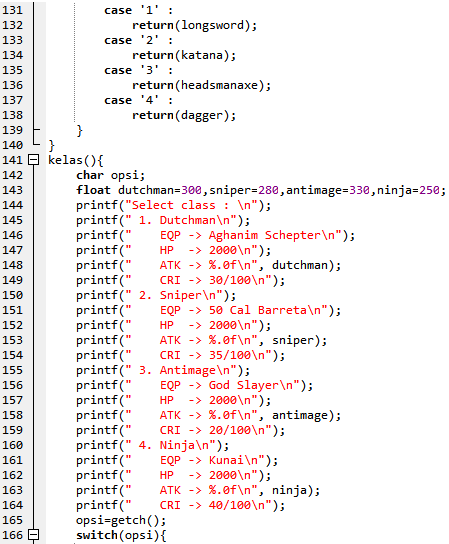 131 case '1' :
132 return(longsword);
133 case '2' :
134 return(katana);
135 case '3' :
136 return(headsmanaxe);
137 case '4' :
138 return(dagger);
139 }
140 }
141 kelas(){
142 char opsi;
143 float dutchman=300,sniper=280,antimage=330,ninja=250;
144 printf("Select class : \n");
145 printf(" 1. Dutchman\n");
146 printf("    EQP -> Aghanim Schepter\n");
147 printf("    HP  -> 2000\n");
148 printf("    ATK -> %.0f\n", dutchman);
149 printf("    CRI -> 30/100\n");
150 printf(" 2. Sniper\n");
151 printf("    EQP -> 50 Cal Barreta\n");
152 printf("    HP  -> 2000\n");
153 printf("    ATK -> %.0f\n", sniper);
154 printf("    CRI -> 35/100\n");
155 printf(" 3. Antimage\n");
156 printf("    EQP -> God Slayer\n");
157 printf("    HP  -> 2000\n");
158 printf("    ATK -> %.0f\n", antimage);
159 printf("    CRI -> 20/100\n");
160 printf(" 4. Ninja\n");
161 printf("    EQP -> Kunai\n");
162 printf("    HP  -> 2000\n");
163 printf("    ATK -> %.0f\n", ninja);
164 printf("    CRI -> 40/100\n");
165 opsi=getch();
166 switch(opsi){